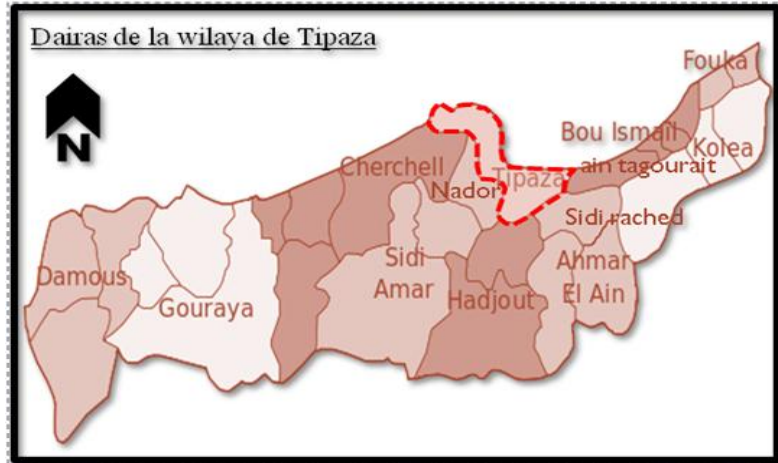 Dairas de la wilaya de Tipaza
N
Fouka
Bou Ismaïl
Kolea
Cherchell
ain tagourait
Tipaza
Nador
Sidi rached
Damous
Sidi
Amar
Ahmar
El Ain
Gouraya
Hadjout